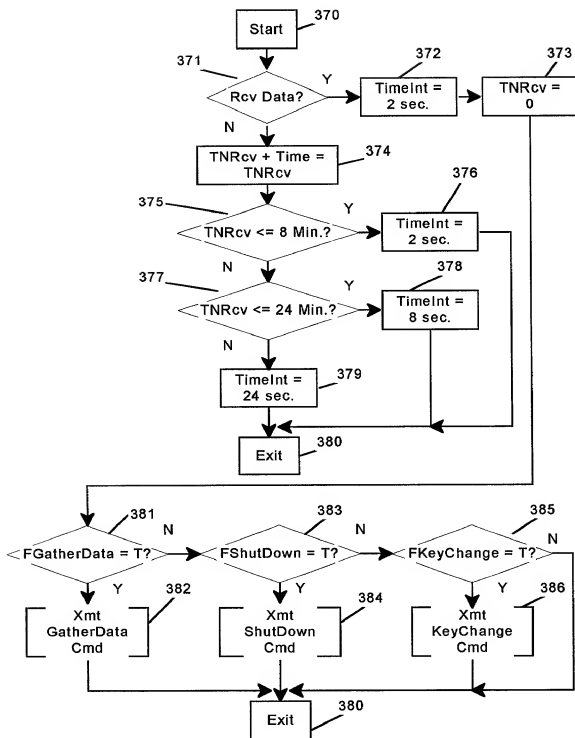 370
Start
371
372
373
Y
Rcv Data?
TimeInt =
2 sec.
TNRcv =
0
N
TNRcv + Time =
TNRcv
374
375
376
Y
TNRcv <= 8 Min.?
TimeInt =
2 sec.
377
N
378
Y
TNRcv <= 24 Min.?
TimeInt =
8 sec.
N
379
TimeInt =
24 sec.
Exit
380
381
383
385
N
N
N
FGatherData = T?
FShutDown = T?
FKeyChange = T?
Y
382
Y
384
Y
386
Xmt
GatherData
Cmd
Xmt
ShutDown
Cmd
Xmt
KeyChange
Cmd
380
Exit